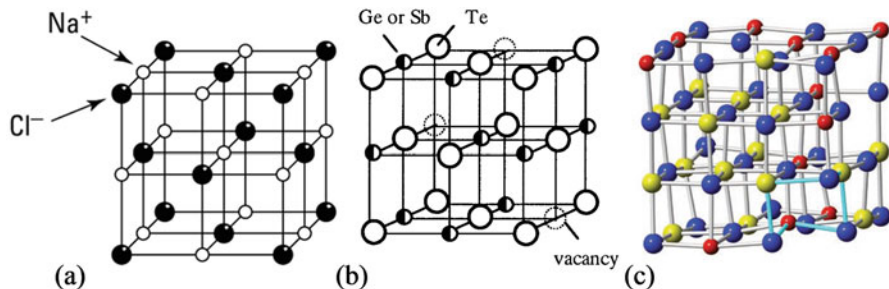 Na+
Cl−
(a)
Ge or Sb
Te
vacancy
(b)
(c)